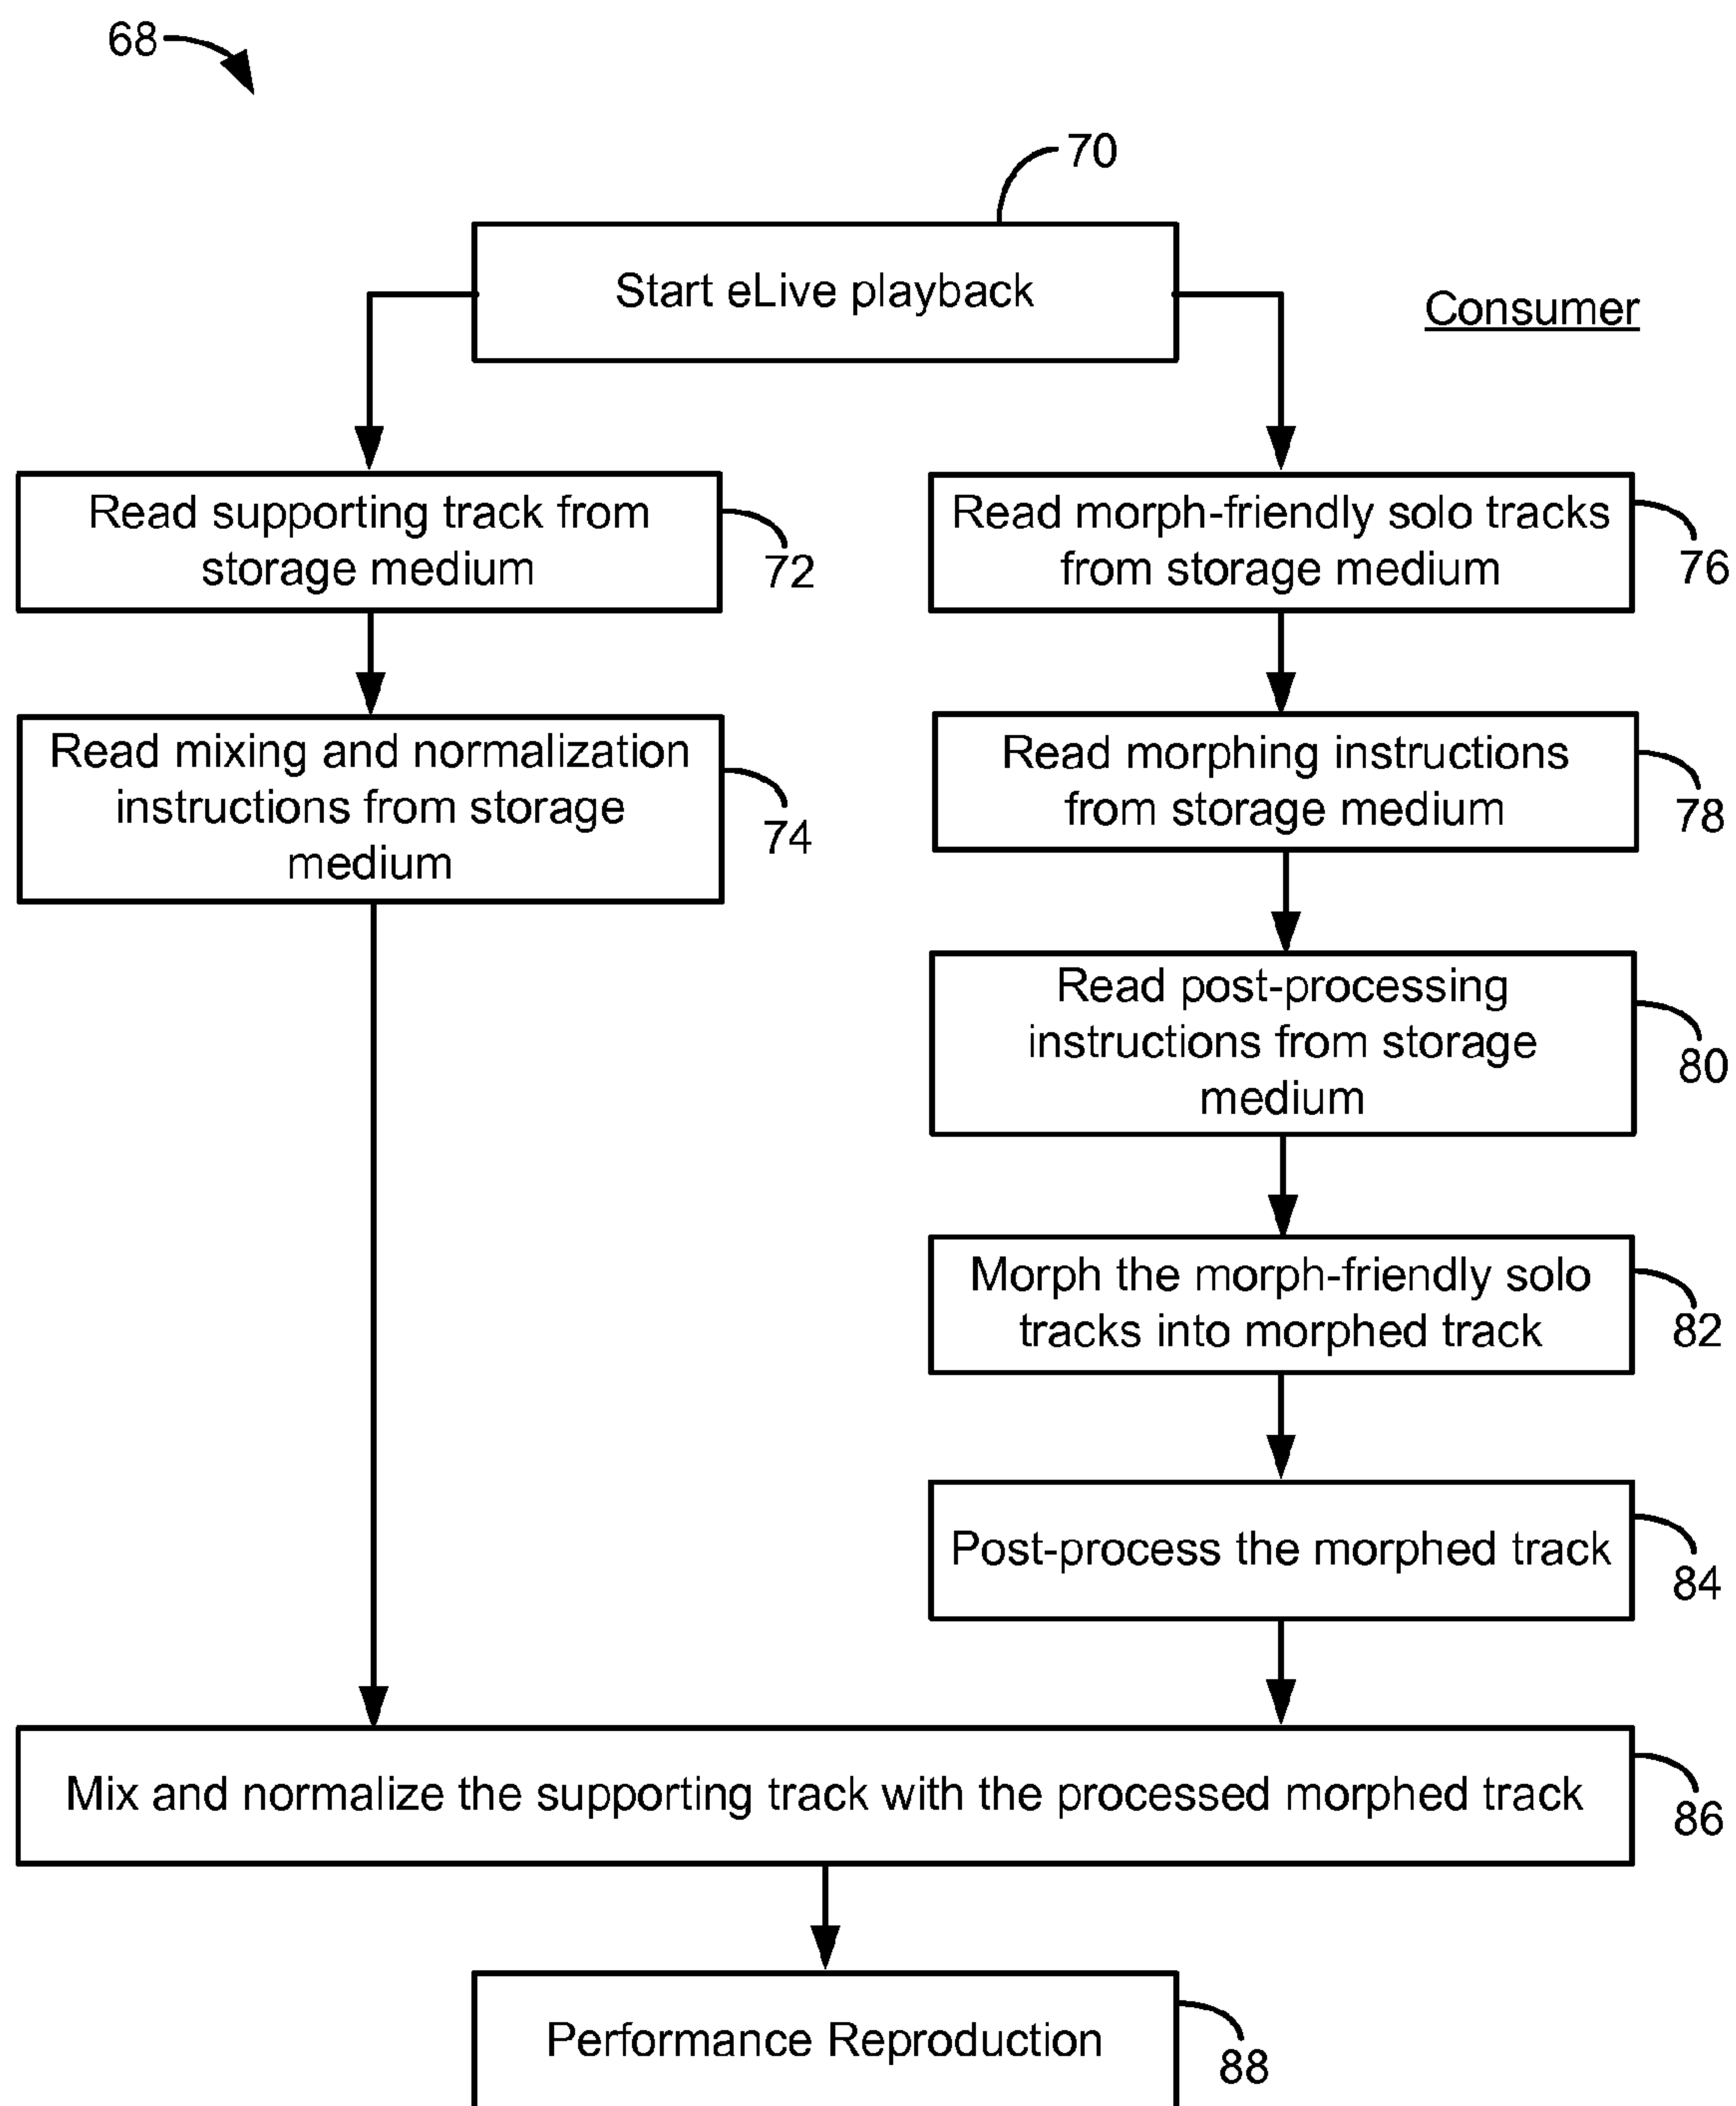 68
70
Start eLive playback
Consumer
Read supporting track from
storage medium
72
Read morph-friendly solo tracks
from storage medium
76
Read mixing and normalization
instructions from storage
medium
74
Read morphing instructions
from storage medium
78
Read post-processing
instructions from storage
medium
80
Morph the morph-friendly solo
tracks into morphed track
82
Post-process the morphed track
84
Mix and normalize the supporting track with the processed morphed track
86
Performance Reproduction
88